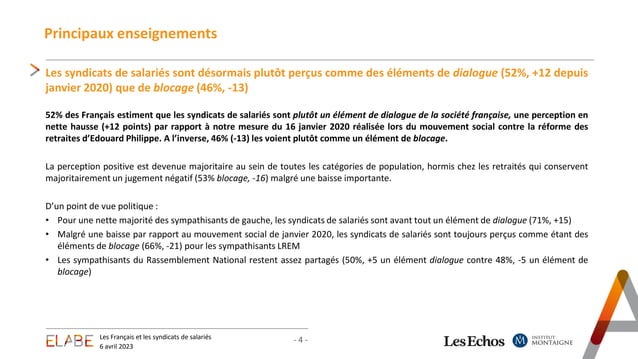 Principaux enseignements
Les syndicats de salariés sont désormais plutôt perçus comme des éléments de dialogue (52%, +12 depuis
janvier 2020) que de blocage (46%, -13)
52% des Français estiment que les syndicats de salariés sont plutôt un élément de dialogue de la société française, une perception en
nette hausse (+12 points) par rapport à notre mesure du 16 janvier 2020 réalisée lors du mouvement social contre la réforme des
retraites d’Edouard Philippe. A l’inverse, 46% (-13) les voient plutôt comme un élément de blocage.
La perception positive est devenue majoritaire au sein de toutes les catégories de population, hormis chez les retraités qui conservent
majoritairement un jugement négatif (53% blocage, -16) malgré une baisse importante.
D’un point de vue politique :
• Pour une nette majorité des sympathisants de gauche, les syndicats de salariés sont avant tout un élément de dialogue (71%, +15)
• Malgré une baisse par rapport au mouvement social de janvier 2020, les syndicats de salariés sont toujours perçus comme étant des
éléments de blocage (66%, -21) pour les sympathisants LREM
• Les sympathisants du Rassemblement National restent assez partagés (50%, +5 un élément dialogue contre 48%, -5 un élément de
blocage)
ELABE
Les Français et les syndicats de salariés
6 avril 2023
- 4 -
Les Echos
M
INSTITUT
MONTAIGNE